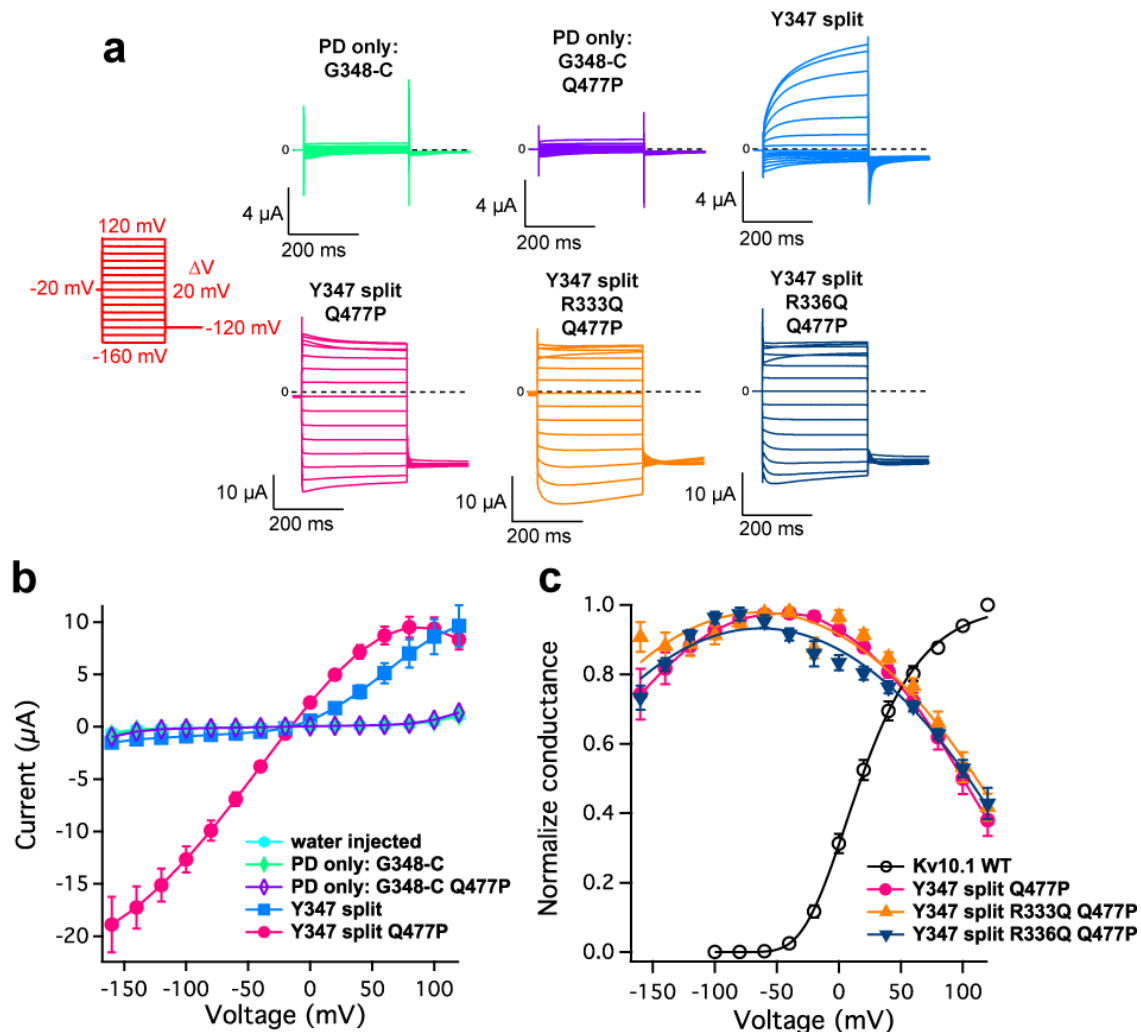 a
PD only:
G348-C
0
4 µA
200 ms
PD only:
G348-C
Q477P
0
4 µA
200 ms
Y347 split
0
4 µA
200 ms
120 mV
-20 mV
ΔV
20 mV
-120 mV
-160 mV
Y347 split
Q477P
0
10 µA
200 ms
Y347 split
R333Q
Q477P
0
10 µA
200 ms
Y347 split
R336Q
Q477P
0
10 µA
200 ms
b
10
5
0
-5
-10
-15
-20
Current (µA)
water injected
PD only: G348-C
PD only: G348-C Q477P
Y347 split
Y347 split Q477P
-150
-100
-50
0
50
100
Voltage (mV)
c
1.0
0.8
0.6
0.4
0.2
0.0
Normalize conductance
Kv10.1 WT
Y347 split Q477P
Y347 split R333Q Q477P
Y347 split R336Q Q477P
-150
-100
-50
0
50
100
Voltage (mV)